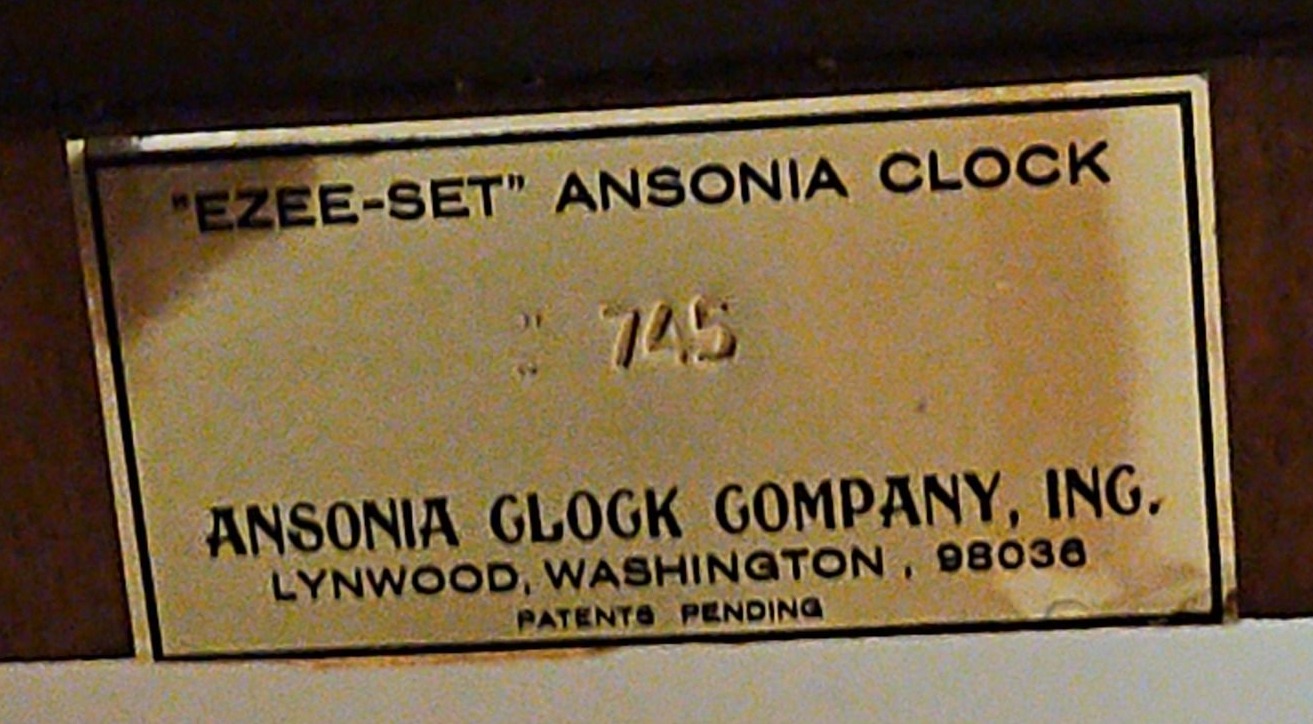 "EZEE-SET" ANSONIA CLOCK
745
ANSONIA CLOCK COMPANY, INC.
LYNWOOD, WASHINGTON, 98036
PATENTS PENDING